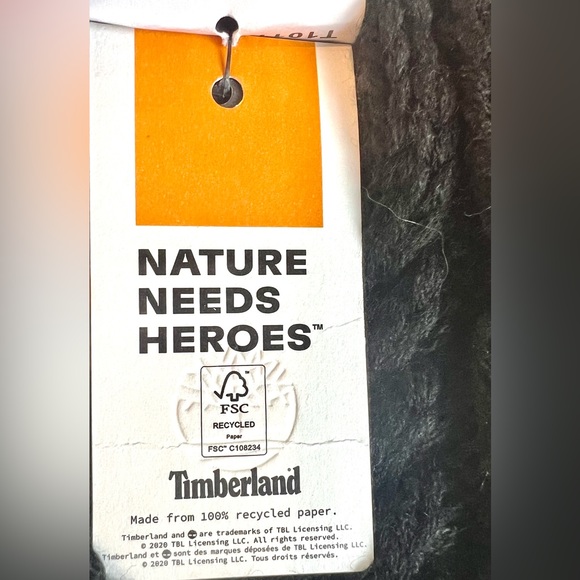 NATURE
NEEDS
HEROES™
FSC
RECYCLED
Paper
FSC™ C108234
Timberland
Made from 100% recycled paper.
Timberland and are trademarks of TBL Licensing LLC.
© 2020 TBL Licensing LLC. All rights reserved.
Timberland et sont des marques déposées de TBL Licensing LLC.
© 2020 TBL Licensing LLC. Tous droits réservés.